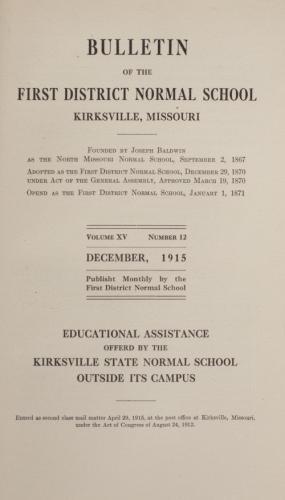 BULLETIN
OF THE
FIRST DISTRICT NORMAL SCHOOL
KIRKSVILLE, MISSOURI
Founded by Joseph Baldwin
as the North Missouri Normal School, September 2, 1867
Adopted as the First District Normal School, December 29, 1870
under Act of the General Assembly, Approved March 19, 1870
Opend as the First District Normal School, January 1, 1871
Volume XV Number 12
DECEMBER, 1915
Publisht Monthly by the
First District Normal School
EDUCATIONAL ASSISTANCE
OFFERD BY THE
KIRKSVILLE STATE NORMAL SCHOOL
OUTSIDE ITS CAMPUS
Entered as second class mail matter April 29, 1915, at the post office at Kirksville, Missouri,
under the Act of Congress of August 24, 1912.